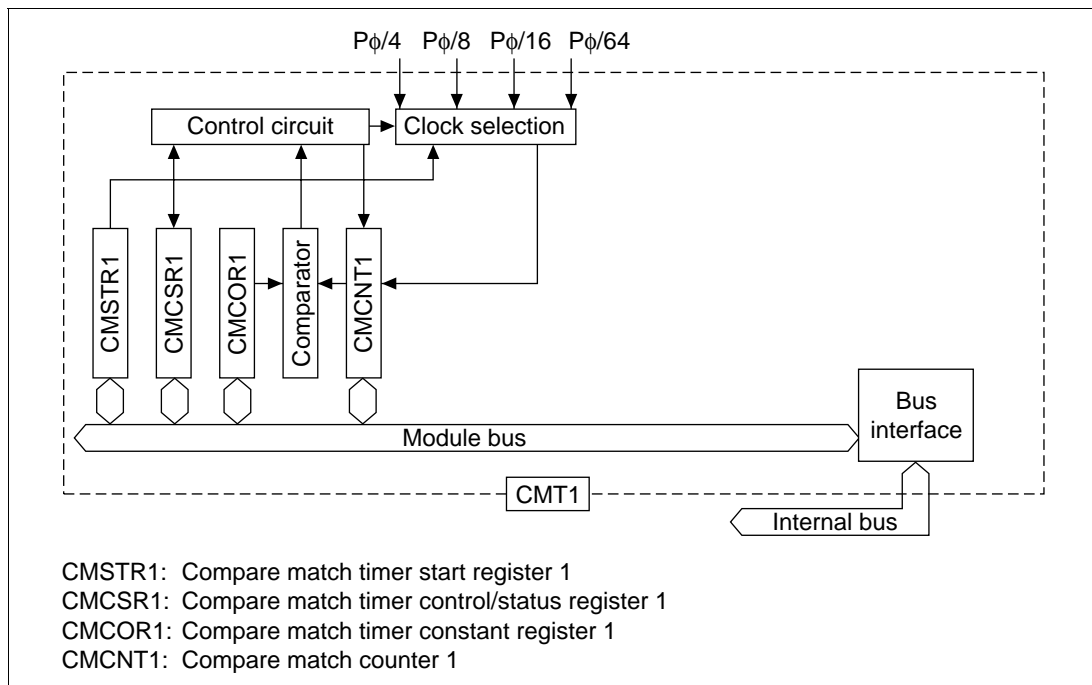 Pϕ/4 Pϕ/8 Pϕ/16 Pϕ/64
Control circuit
Clock selection
CMSTR1
CMCSR1
CMCOR1
Comparator
CMCNT1
Bus
interface
Module bus
CMT1
Internal bus
CMSTR1: Compare match timer start register 1
CMCSR1: Compare match timer control/status register 1
CMCOR1: Compare match timer constant register 1
CMCNT1: Compare match counter 1